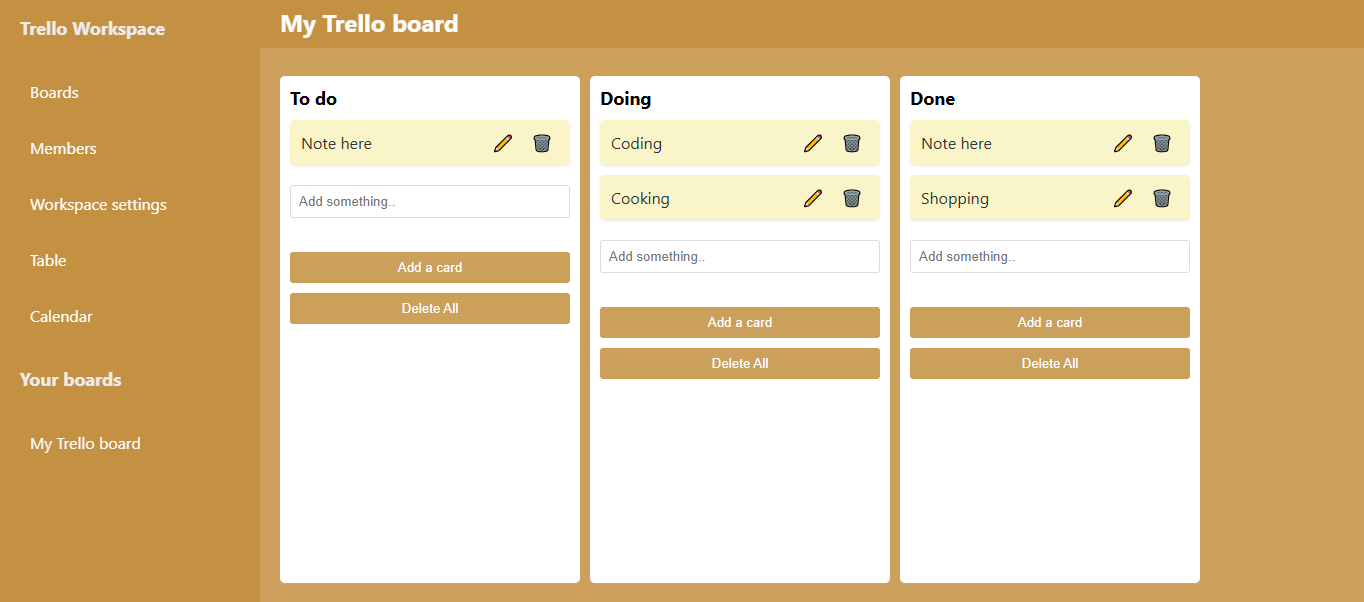 Trello Workspace
Boards
Members
Workspace settings
Table
Calendar
Your boards
My Trello board
My Trello board
To do
Note here
Add something..
Add a card
Delete All
Doing
Coding
Cooking
Add something..
Add a card
Delete All
Done
Note here
Shopping
Add something..
Add a card
Delete All